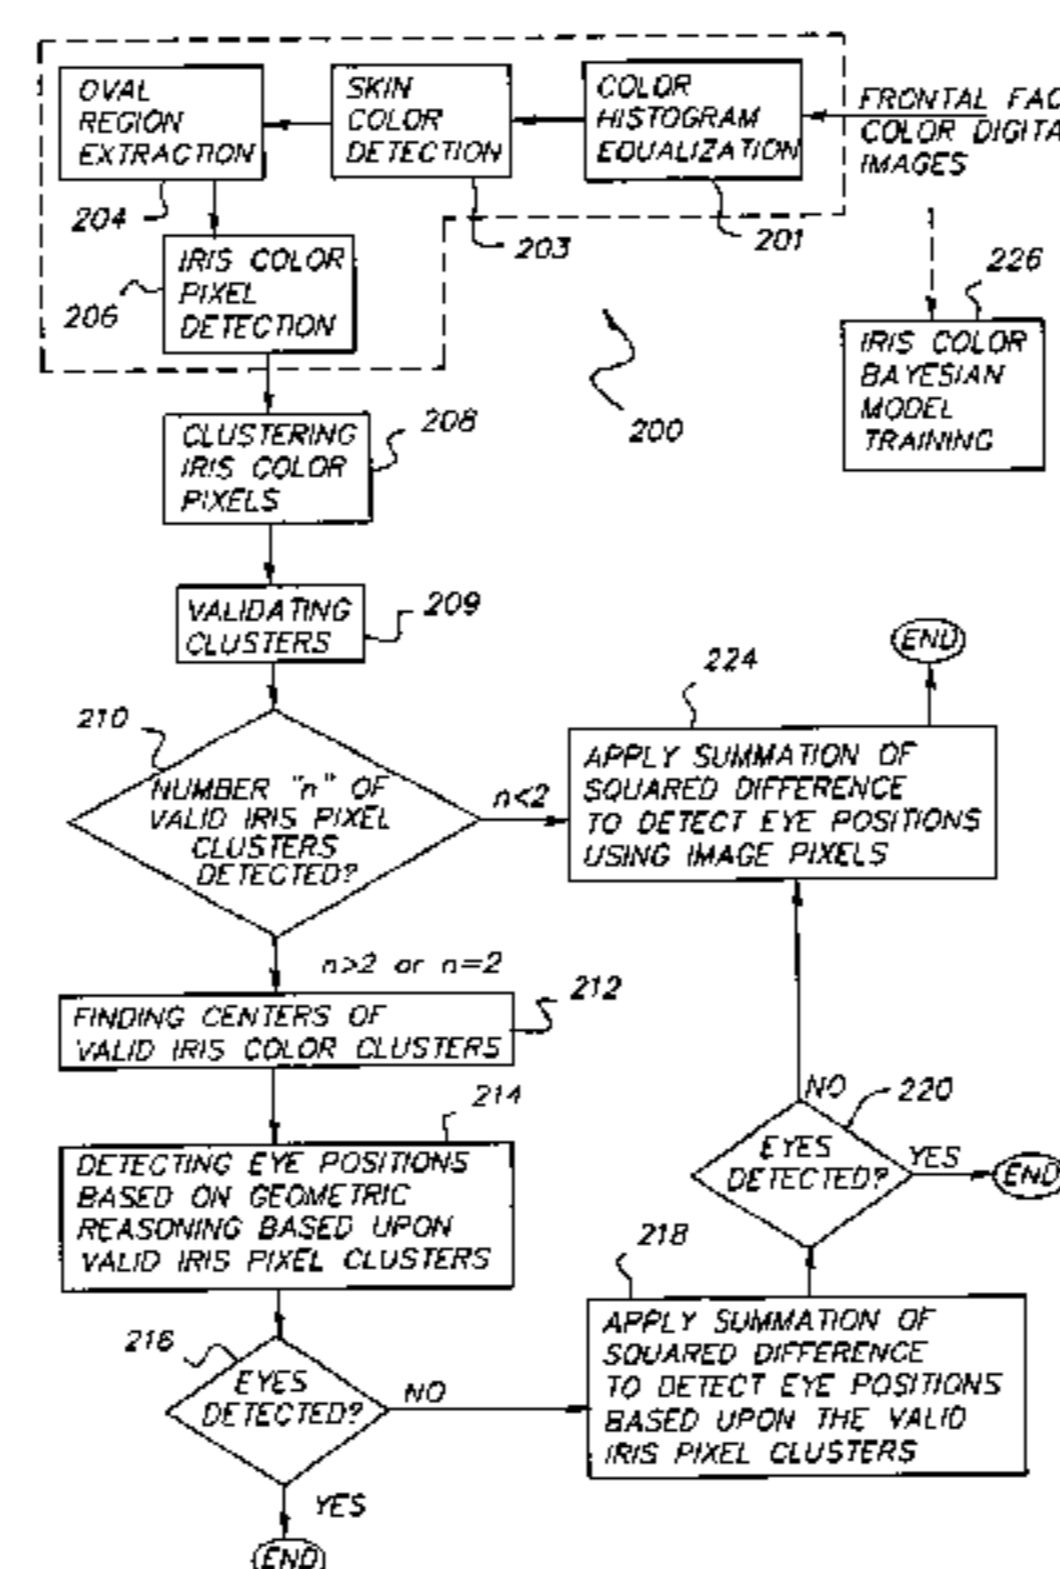 OVAL
REGION
EXTRACTION
SKIN
COLOR
DETECTION
COLOR
HISTOGRAM
EQUALIZATION
FRONTAL FAC
COLOR DIGITA
IMAGES
204
203
201
226
206
IRIS COLOR
PIXEL
DETECTION
IRIS COLOR
BAYESIAN
MODEL
TRAINING
200
CLUSTERING
IRIS COLOR
PIXELS
208
VALIDATING
CLUSTERS
209
END
224
210
NUMBER "n" OF
VALID IRIS PIXEL
CLUSTERS
DETECTED?
n<2
APPLY SUMMATION OF
SQUARED DIFFERENCE
TO DETECT EYE POSITIONS
USING IMAGE PIXELS
n>2 or n=2
FINDING CENTERS OF
VALID IRIS COLOR CLUSTERS
212
214
DETECTING EYE POSITIONS
BASED ON GEOMETRIC
REASONING BASED UPON
VALID IRIS PIXEL CLUSTERS
NO
220
EYES
DETECTED?
YES
END
218
216
EYES
DETECTED?
NO
APPLY SUMMATION OF
SQUARED DIFFERENCE
TO DETECT EYE POSITIONS
BASED UPON THE VALID
IRIS PIXEL CLUSTERS
YES
END